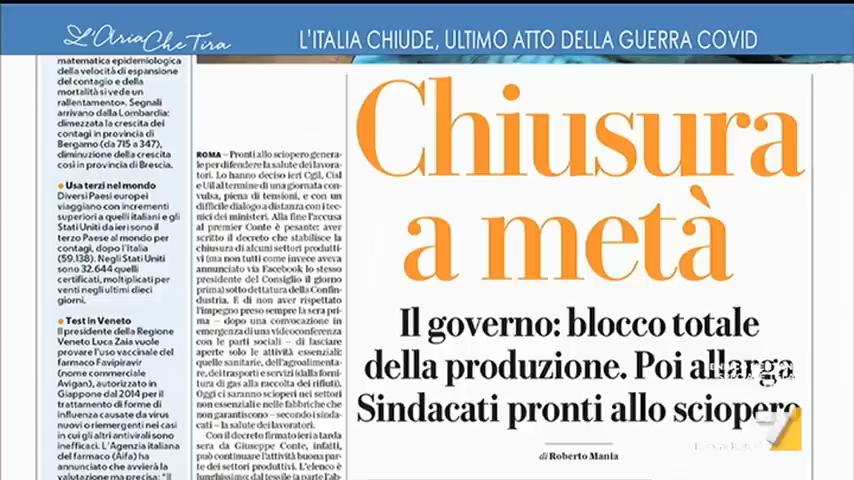 L'Aria Che Tira
L'ITALIA CHIUDE, ULTIMO ATTO DELLA GUERRA COVID
matematica epidemiologica
della velocità di espansione
del contagio e della
mortalità si vede un
rallentamento». Segnali
arrivano dalla Lombardia:
dimezzata la crescita dei
contagi in provincia di
Bergamo (da 715 a 347),
diminuzione della crescita
così in provincia di Brescia.
Usa terzi nel mondo
Diversi Paesi europei
viaggiano con incrementi
superiori a quelli italiani e gli
Stati Uniti da ieri sono il
terzo Paese al mondo per
contagi, dopo l'Italia
(59.138). Negli Stati Uniti
sono 32.644 quelli
certificati, moltiplicati per
venti negli ultimi dieci
giorni.
Test in Veneto
Il presidente della Regione
Veneto Luca Zaia vuole
provare l'uso vaccinale del
farmaco Favipiravir
(nome commerciale
Avigan), autorizzato in
Giappone dal 2014 per il
trattamento di forme di
influenza causate da virus
nuovi o riemergenti nei casi
in cui gli altri antivirali sono
inefficaci. L'Agenzia italiana
del farmaco (Aifa) ha
annunciato che avvierà la
valutazione ma precisa: "Il
ROMA – Pronti allo sciopero genera-
le per difendere la salute dei lavora-
tori. Lo hanno deciso ieri Cgil, Cisl
e Uil al termine di una giornata con-
vulsa, piena di tensioni, e con un
difficile dialogo a distanza con i tec-
nici dei ministeri. Alla fine l'accusa
al premier Conte è pesante: aver
scritto il decreto che stabilisce la
chiusura di alcuni settori produtti-
vi (ma non tutti come invece aveva
annunciato via Facebook lo stesso
presidente del Consiglio il giorno
prima) sotto dettatura della Confin-
dustria. E di non aver rispettato
l'impegno preso sempre la sera pri-
ma – dopo una convocazione in
emergenza di una videoconferenza
con le parti sociali – di lasciare
aperte solo le attività essenziali:
quelle sanitarie, dell'agroalimenta-
re, dei trasporti e servizi (dalla forni-
tura di gas alla raccolta dei rifiuti).
Oggi ci saranno scioperi nei settori
non essenziali e nelle fabbriche che
non garantiscono – secondo i sinda-
cati – la salute dei lavoratori.
Con il decreto firmato ieri a tarda
sera da Giuseppe Conte, infatti,
può continuare l'attività buona par-
te dei settori produttivi. L'elenco è
lunghissimo: dal tessile (a parte l'ab-
Chiusura
a metà
Il governo: blocco totale
della produzione. Poi allarga
Sindacati pronti allo sciopero
di Roberto Mania
7